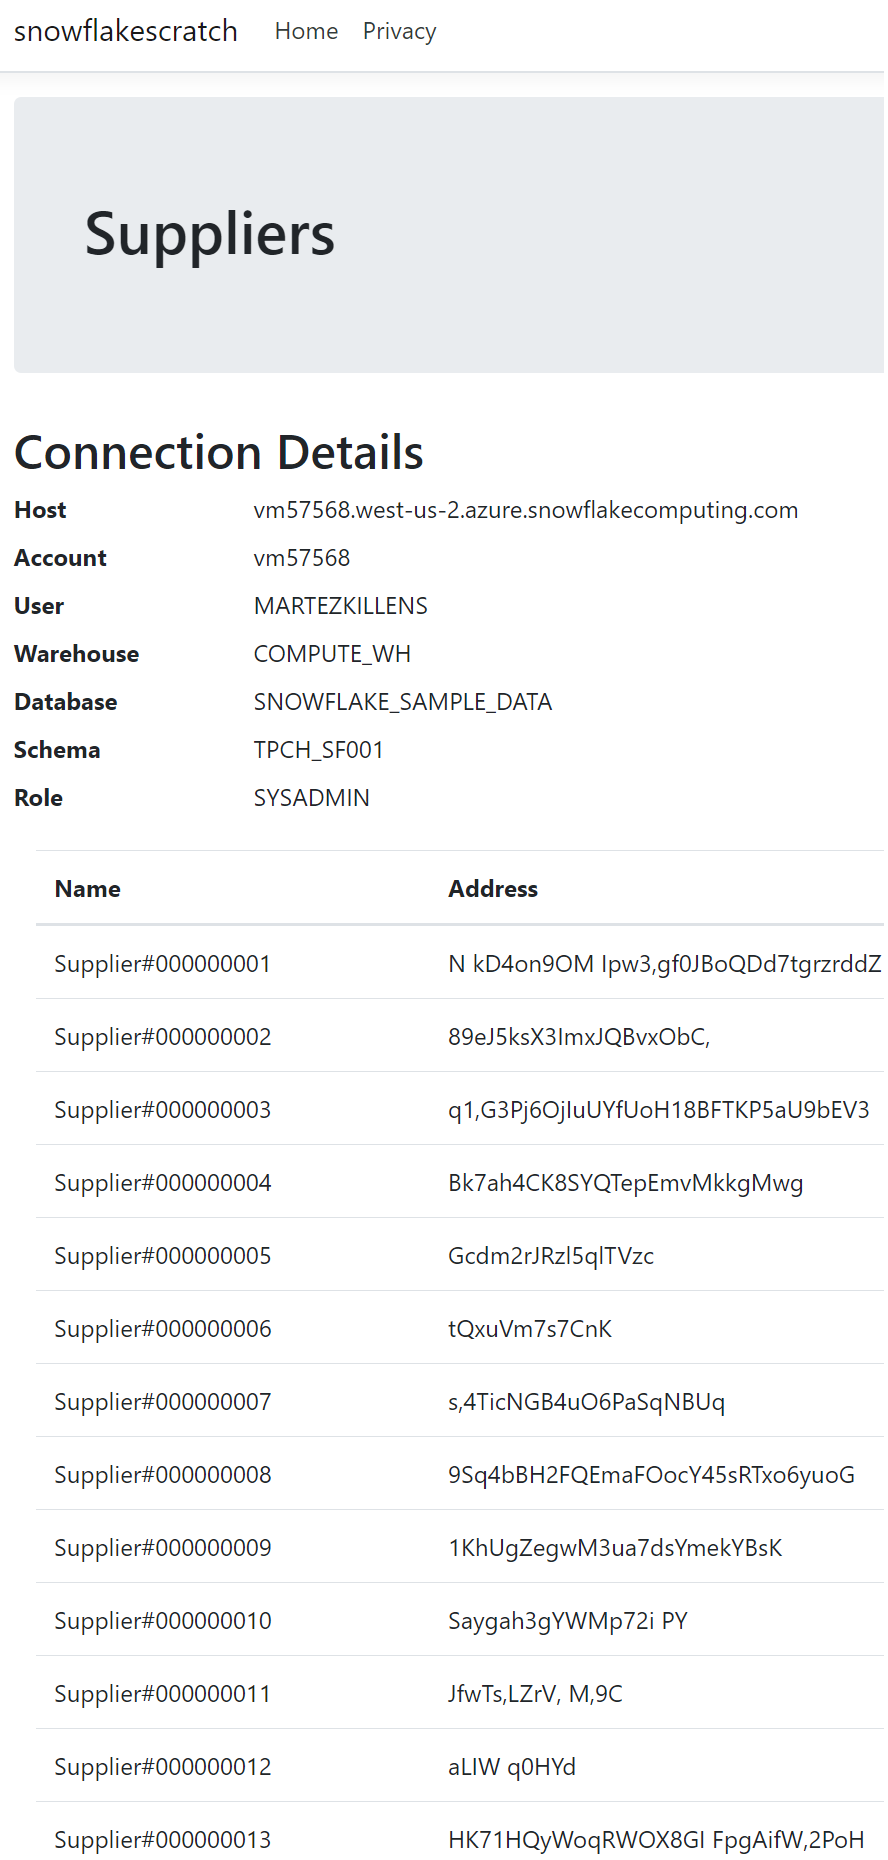 snowflakescratch Home Privacy
Suppliers
Connection Details
Host vm57568.west-us-2.azure.snowflakecomputing.com
Account vm57568
User MARTEZKILLENS
Warehouse COMPUTE_WH
Database SNOWFLAKE_SAMPLE_DATA
Schema TPCH_SF001
Role SYSADMIN
Name Address
Supplier#000000001 N kD4on9OM Ipw3,gf0JBoQDd7tgrzrddZ
Supplier#000000002 89eJ5ksX3ImxJQBvxObC,
Supplier#000000003 q1,G3Pj6OjIuUYfUoH18BFTKP5aU9bEV3
Supplier#000000004 Bk7ah4CK8SYQTepEmvMkkgMwg
Supplier#000000005 Gcdm2rJRzl5qlTVzc
Supplier#000000006 tQxuVm7s7CnK
Supplier#000000007 s,4TicNGB4uO6PaSqNBUq
Supplier#000000008 9Sq4bBH2FQEmaFOocY45sRTxo6yuoG
Supplier#000000009 1KhUgZegwM3ua7dsYmekYBsK
Supplier#000000010 Saygah3gYWMp72i PY
Supplier#000000011 JfwTs,LZrV, M,9C
Supplier#000000012 aLIW q0HYd
Supplier#000000013 HK71HQyWoqRWOX8GI FpgAifW,2PoH